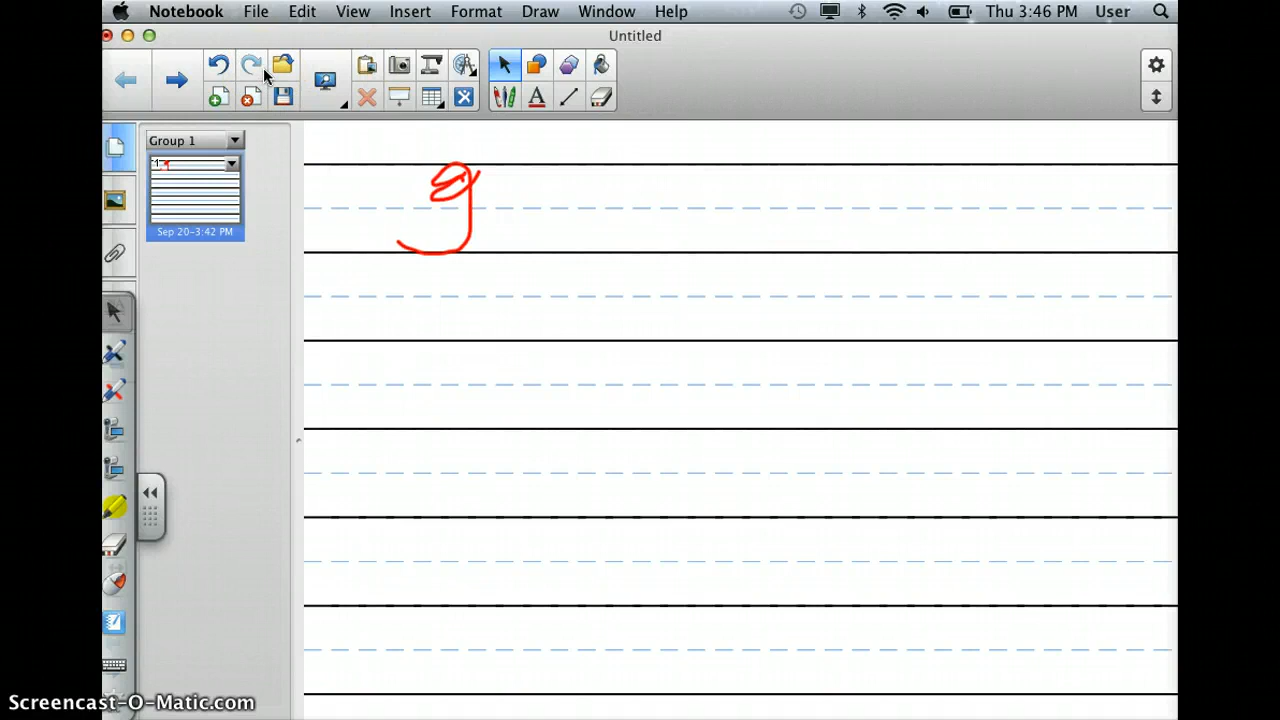 Notebook File Edit View Insert Format Draw Window Help Thu 3:46 PM User
Untitled
Group 1
Sep 20-3:42 PM
g
Screencast-O-Matic.com